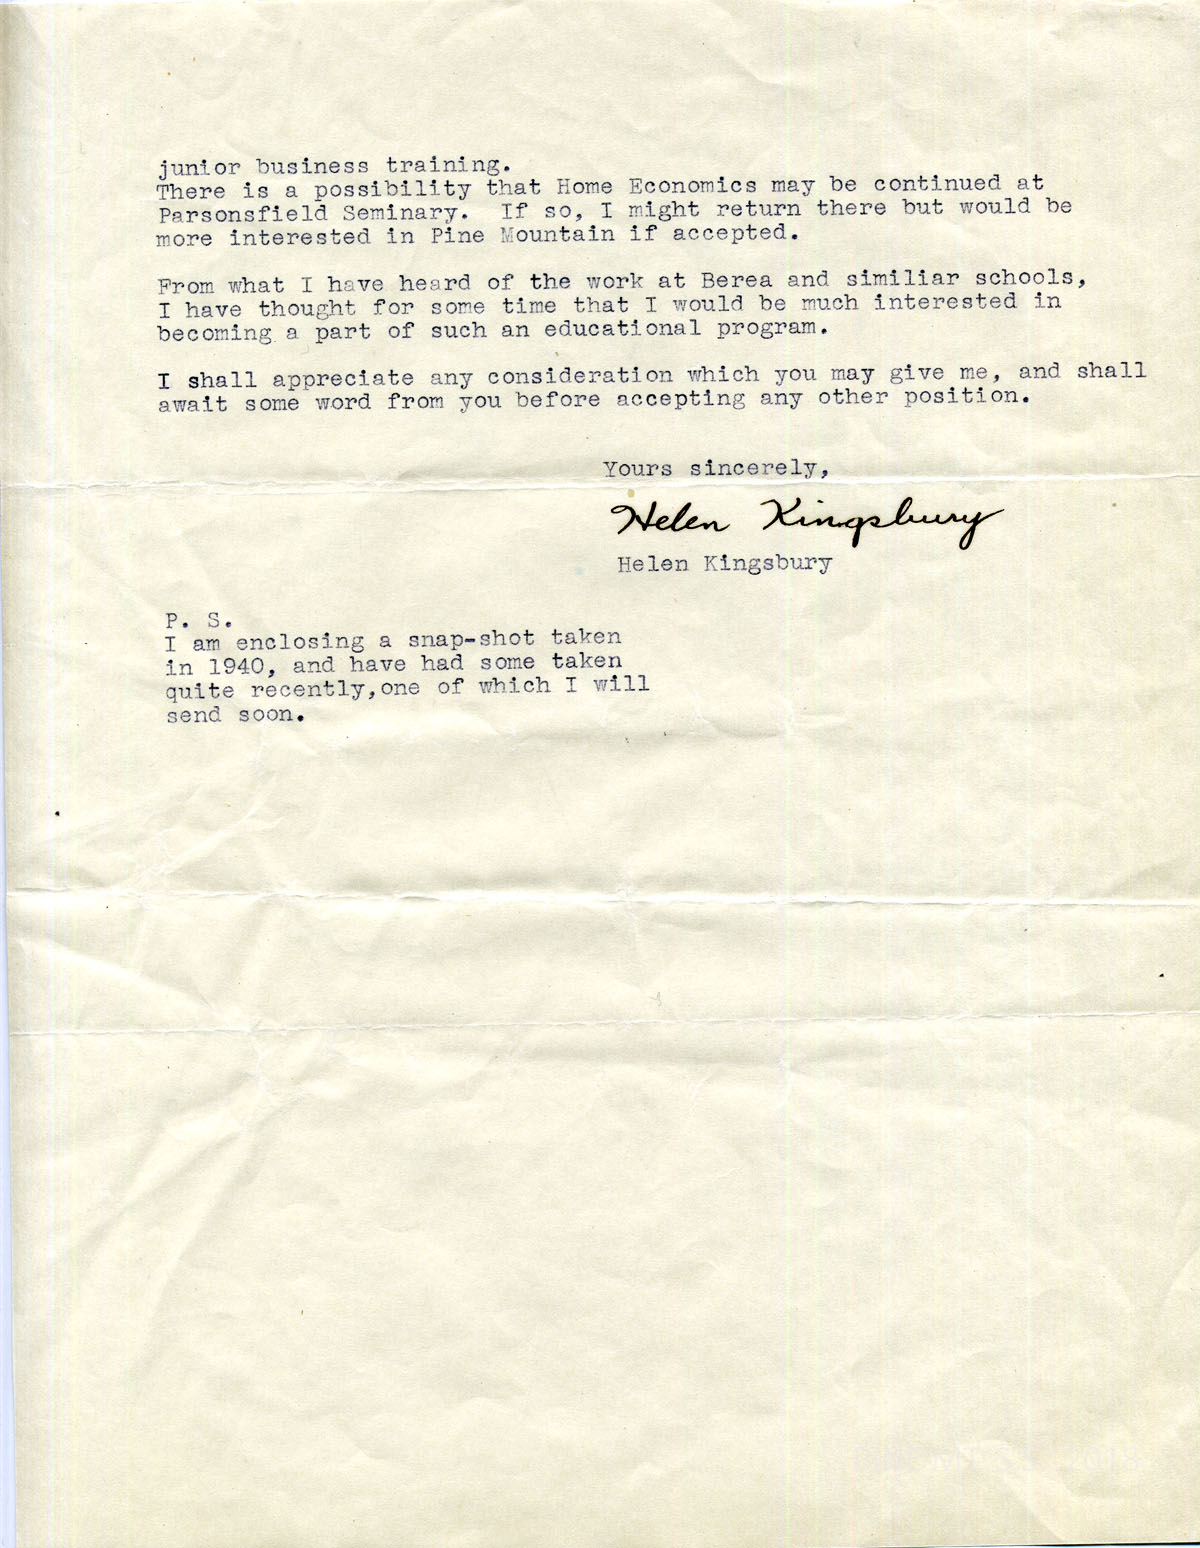 junior business training.
There is a possibility that Home Economics may be continued at
Parsonsfield Seminary.  If so, I might return there but would be
more interested in Pine Mountain if accepted.
From what I have heard of the work at Berea and similiar schools,
I have thought for some time that I would be much interested in
becoming a part of such an educational program.
I shall appreciate any consideration which you may give me, and shall
await some word from you before accepting any other position.
Yours sincerely,
Helen Kingsbury
Helen Kingsbury
P. S.
I am enclosing a snap-shot taken
in 1940, and have had some taken
quite recently,one of which I will
send soon.